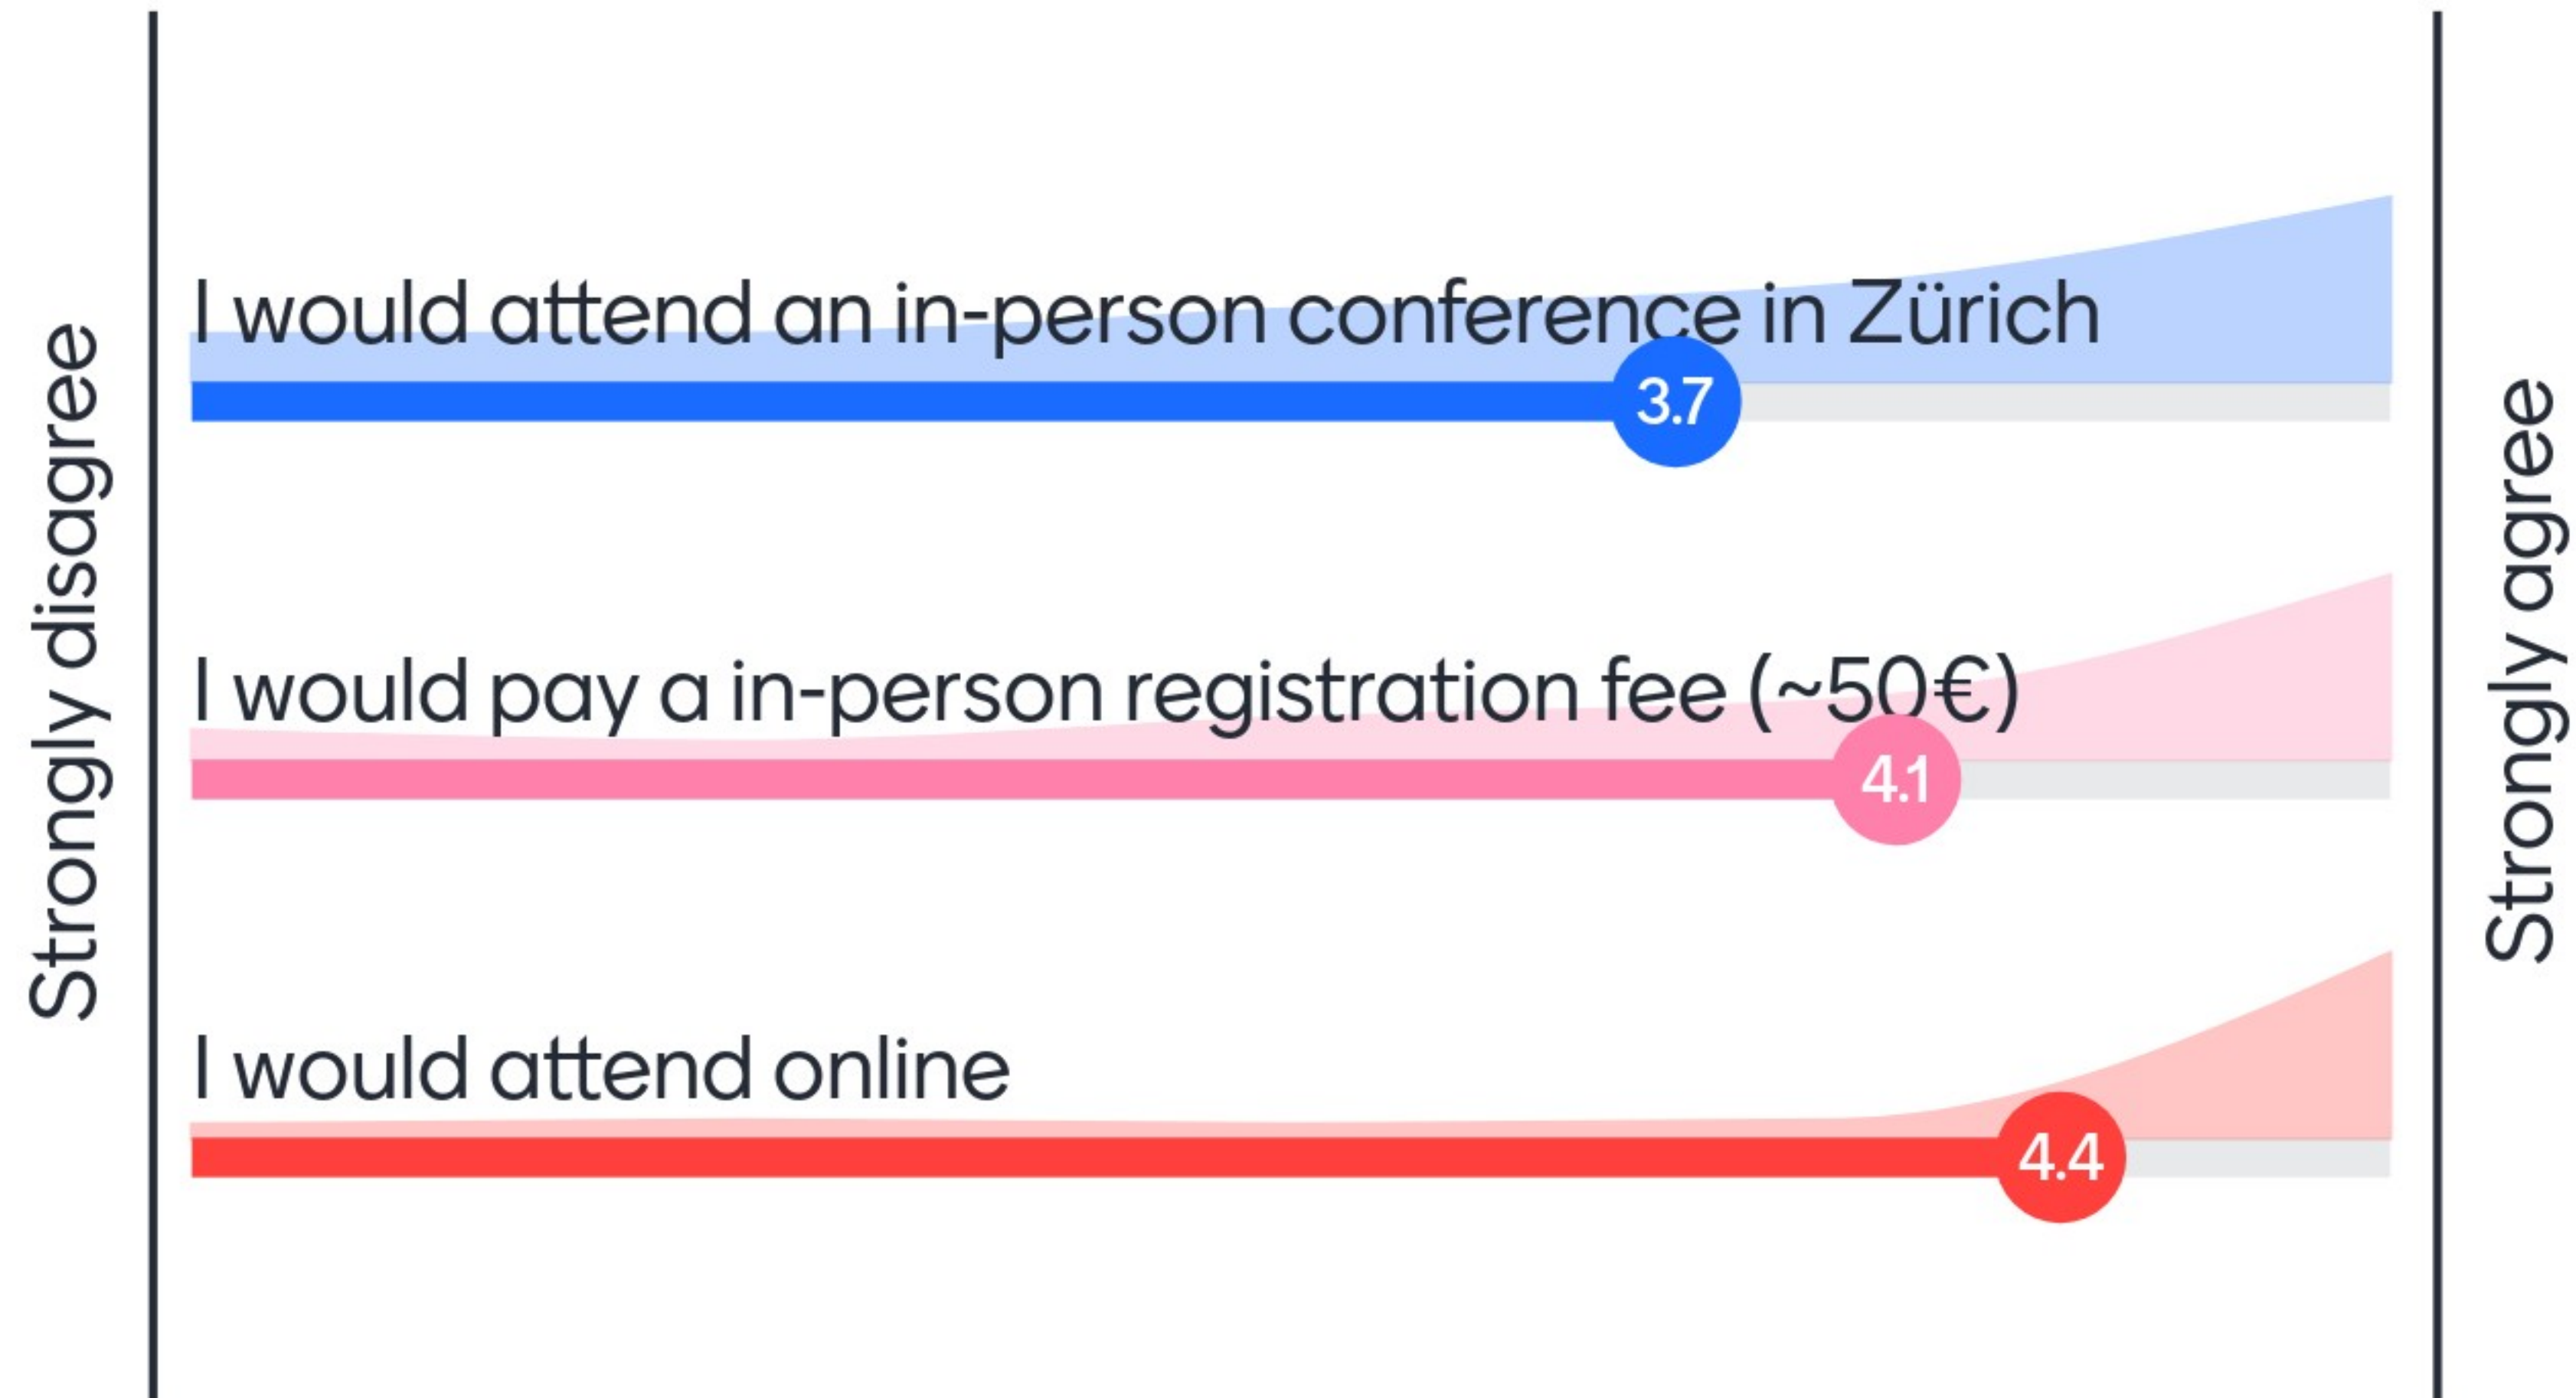 Strongly disagree
I would attend an in-person conference in Zürich
3.7
I would pay a in-person registration fee (~50€)
4.1
I would attend online
4.4
Strongly agree